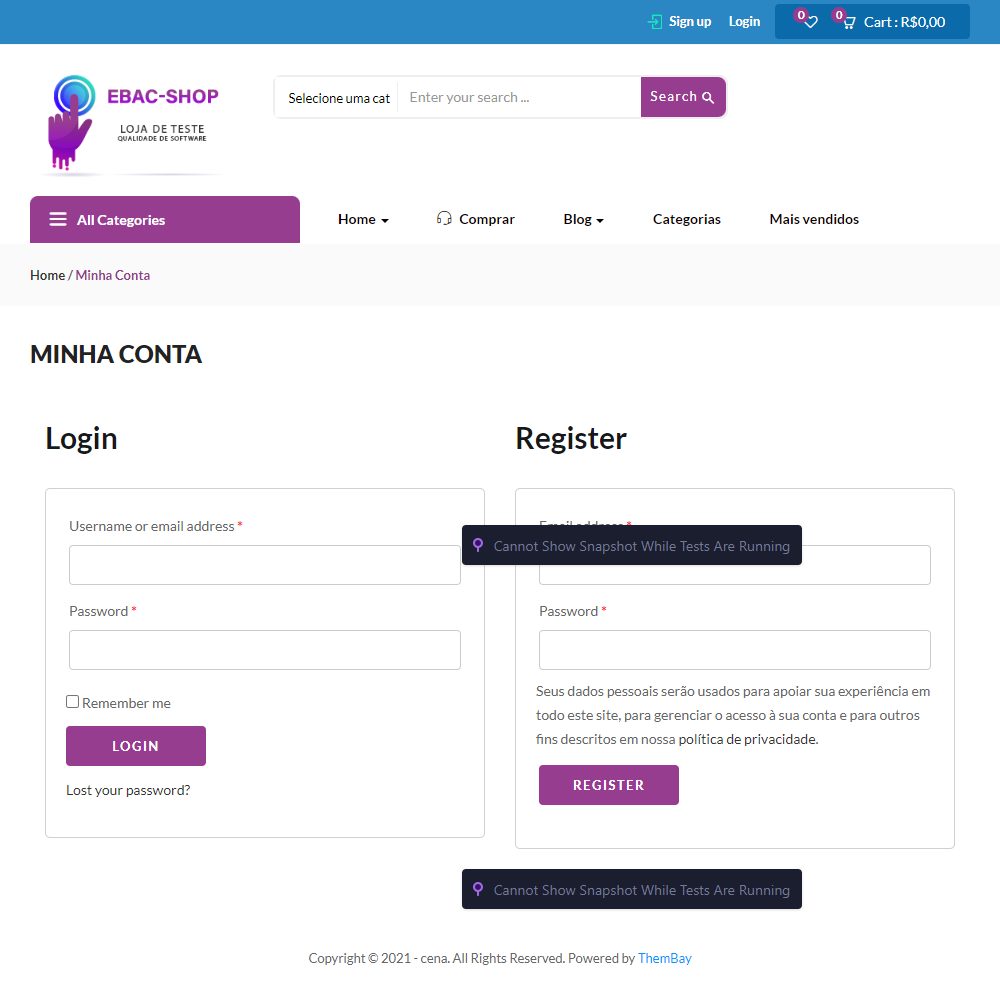 Sign up
Login
0
0
Cart : R$0,00
EBAC-SHOP
LOJA DE TESTE
QUALIDADE DE SOFTWARE
Selecione uma cat
Enter your search ...
Search
All Categories
Home
Comprar
Blog
Categorias
Mais vendidos
Home / Minha Conta
MINHA CONTA
Login
Register
Username or email address *
Email address *
Cannot Show Snapshot While Tests Are Running
Password *
Password *
Seus dados pessoais serão usados para apoiar sua experiência em
todo este site, para gerenciar o acesso à sua conta e para outros
fins descritos em nossa política de privacidade.
Remember me
LOGIN
REGISTER
Lost your password?
Cannot Show Snapshot While Tests Are Running
Copyright © 2021 - cena. All Rights Reserved. Powered by ThemBay